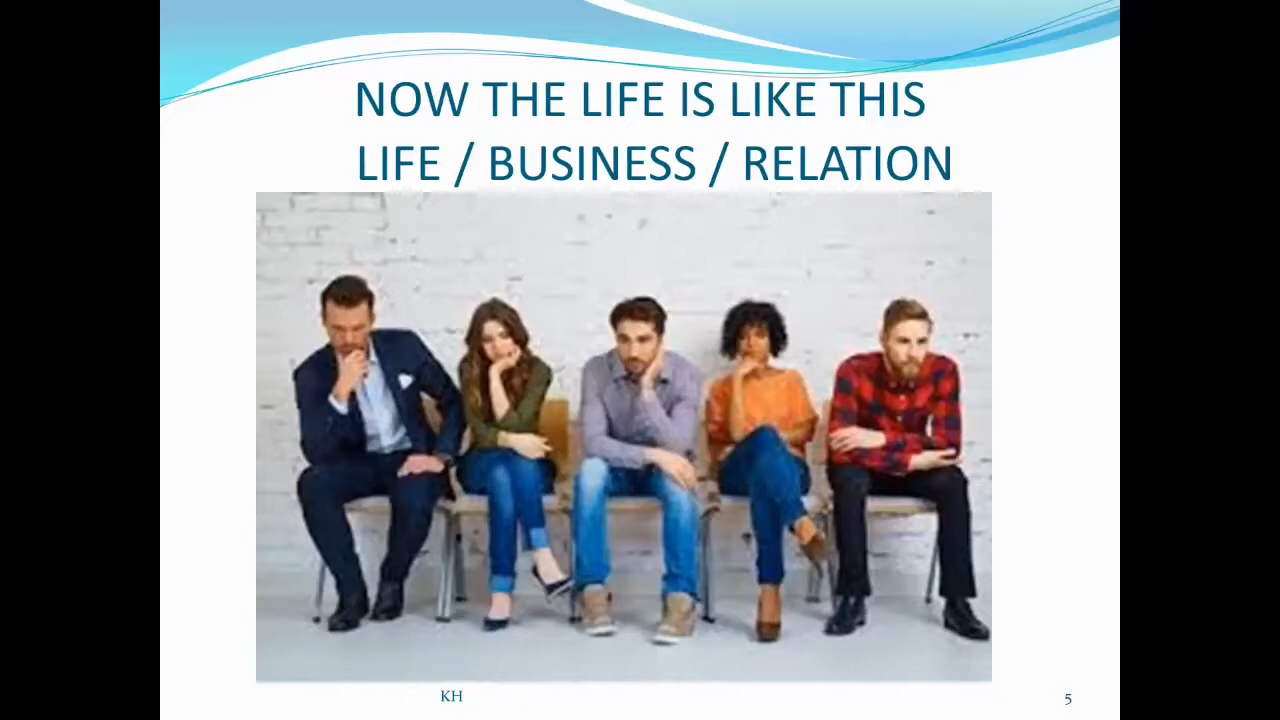 NOW THE LIFE IS LIKE THIS
LIFE / BUSINESS / RELATION
KH
5